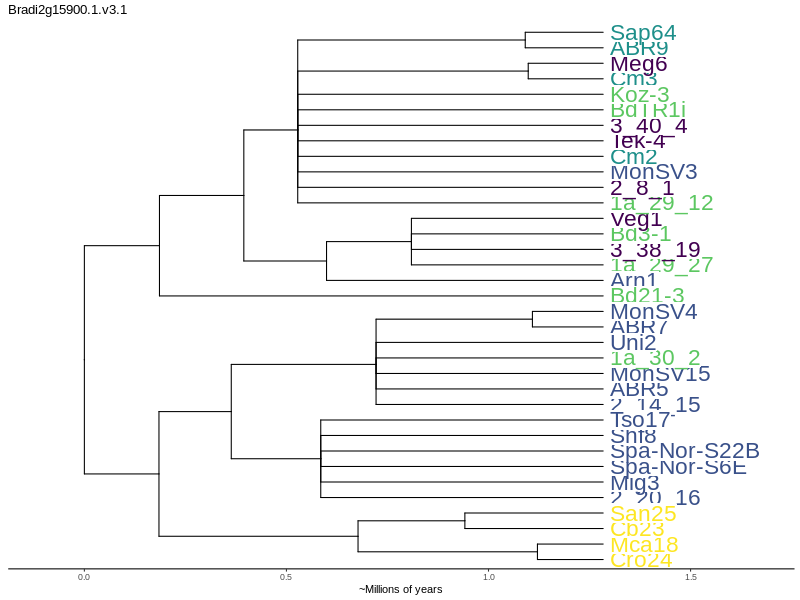 Bradi2g15900.1.v3.1
Sap64
ABR9
Meg6
Cm3
Koz-3
BdTR1i
3_40_4
Tek-4
Cm2
MonSV3
2_8_1
1a_29_12
Veg1
Bd3-1
3_38_19
1a_29_27
Arn1
Bd21-3
MonSV4
ABR7
Uni2
1a_30_2
MonSV15
ABR5
2_14_15
Tso17
Snf8
Spa-Nor-S22B
Spa-Nor-S6E
Mig3
2_20_16
San25
Cb23
Mca18
Cro24
0.0 0.5 1.0 1.5
~Millions of years